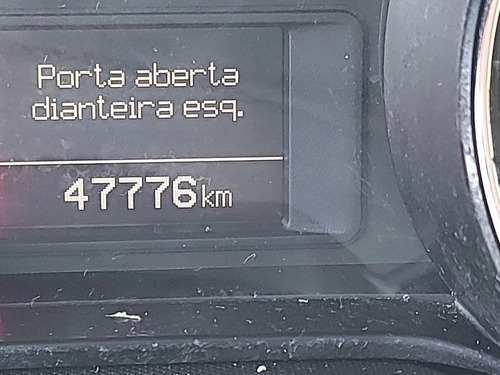 Porta aberta
dianteira esq.
47776km